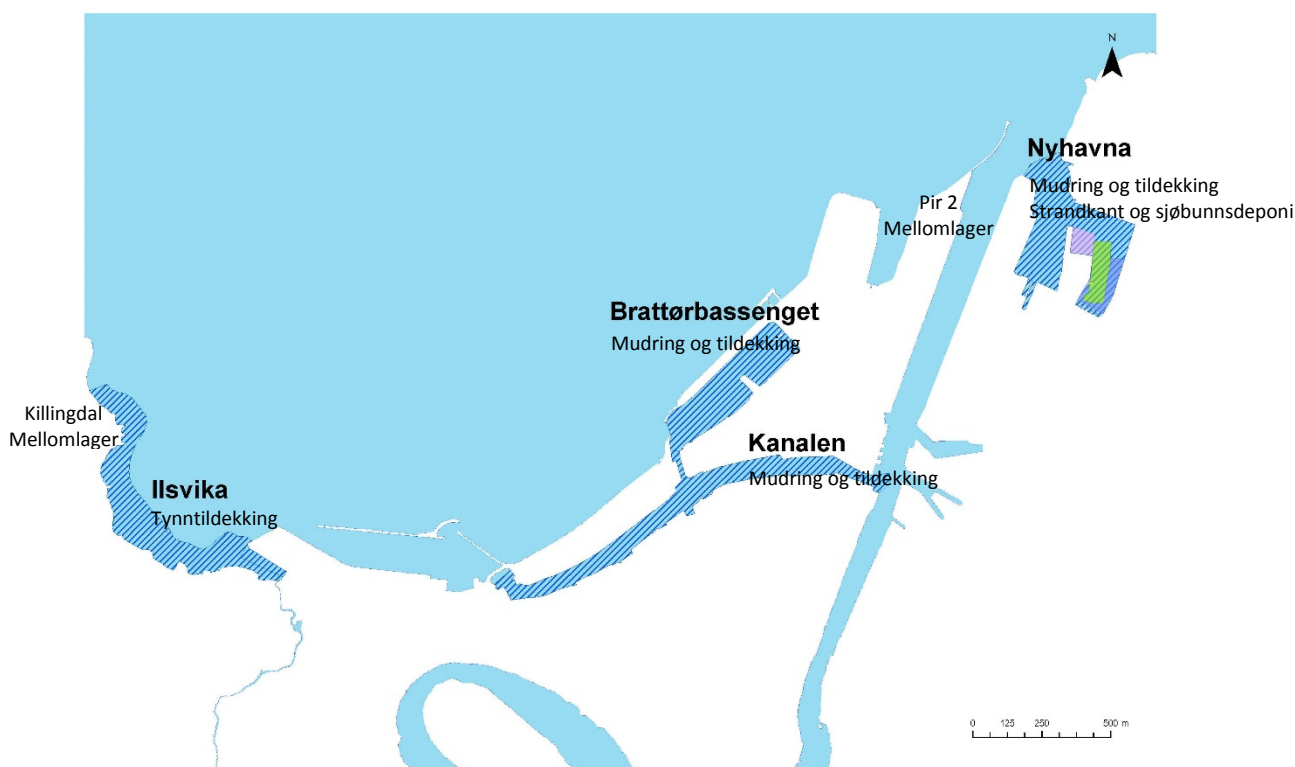 N
Nyhavna
Mudring og tildekking
Strandkant og sjøbunnsdeponi
Pir 2
Mellomlager
Brattørbassenget
Mudring og tildekking
Killingdal
Mellomlager
Kanalen
Mudring og tildekking
Ilsvika
Tynntildekking
0 125 250 500 m